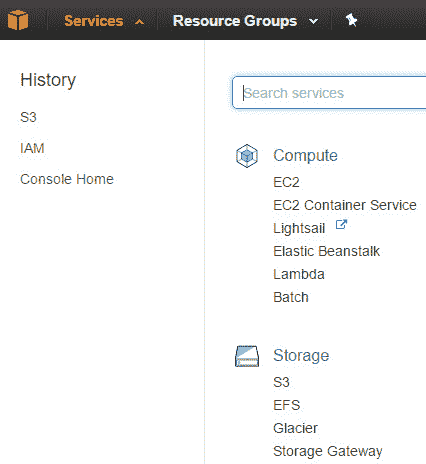 Services Resource Groups
History
S3
IAM
Console Home
Search services
Compute
EC2
EC2 Container Service
Lightsail
Elastic Beanstalk
Lambda
Batch
Storage
S3
EFS
Glacier
Storage Gateway